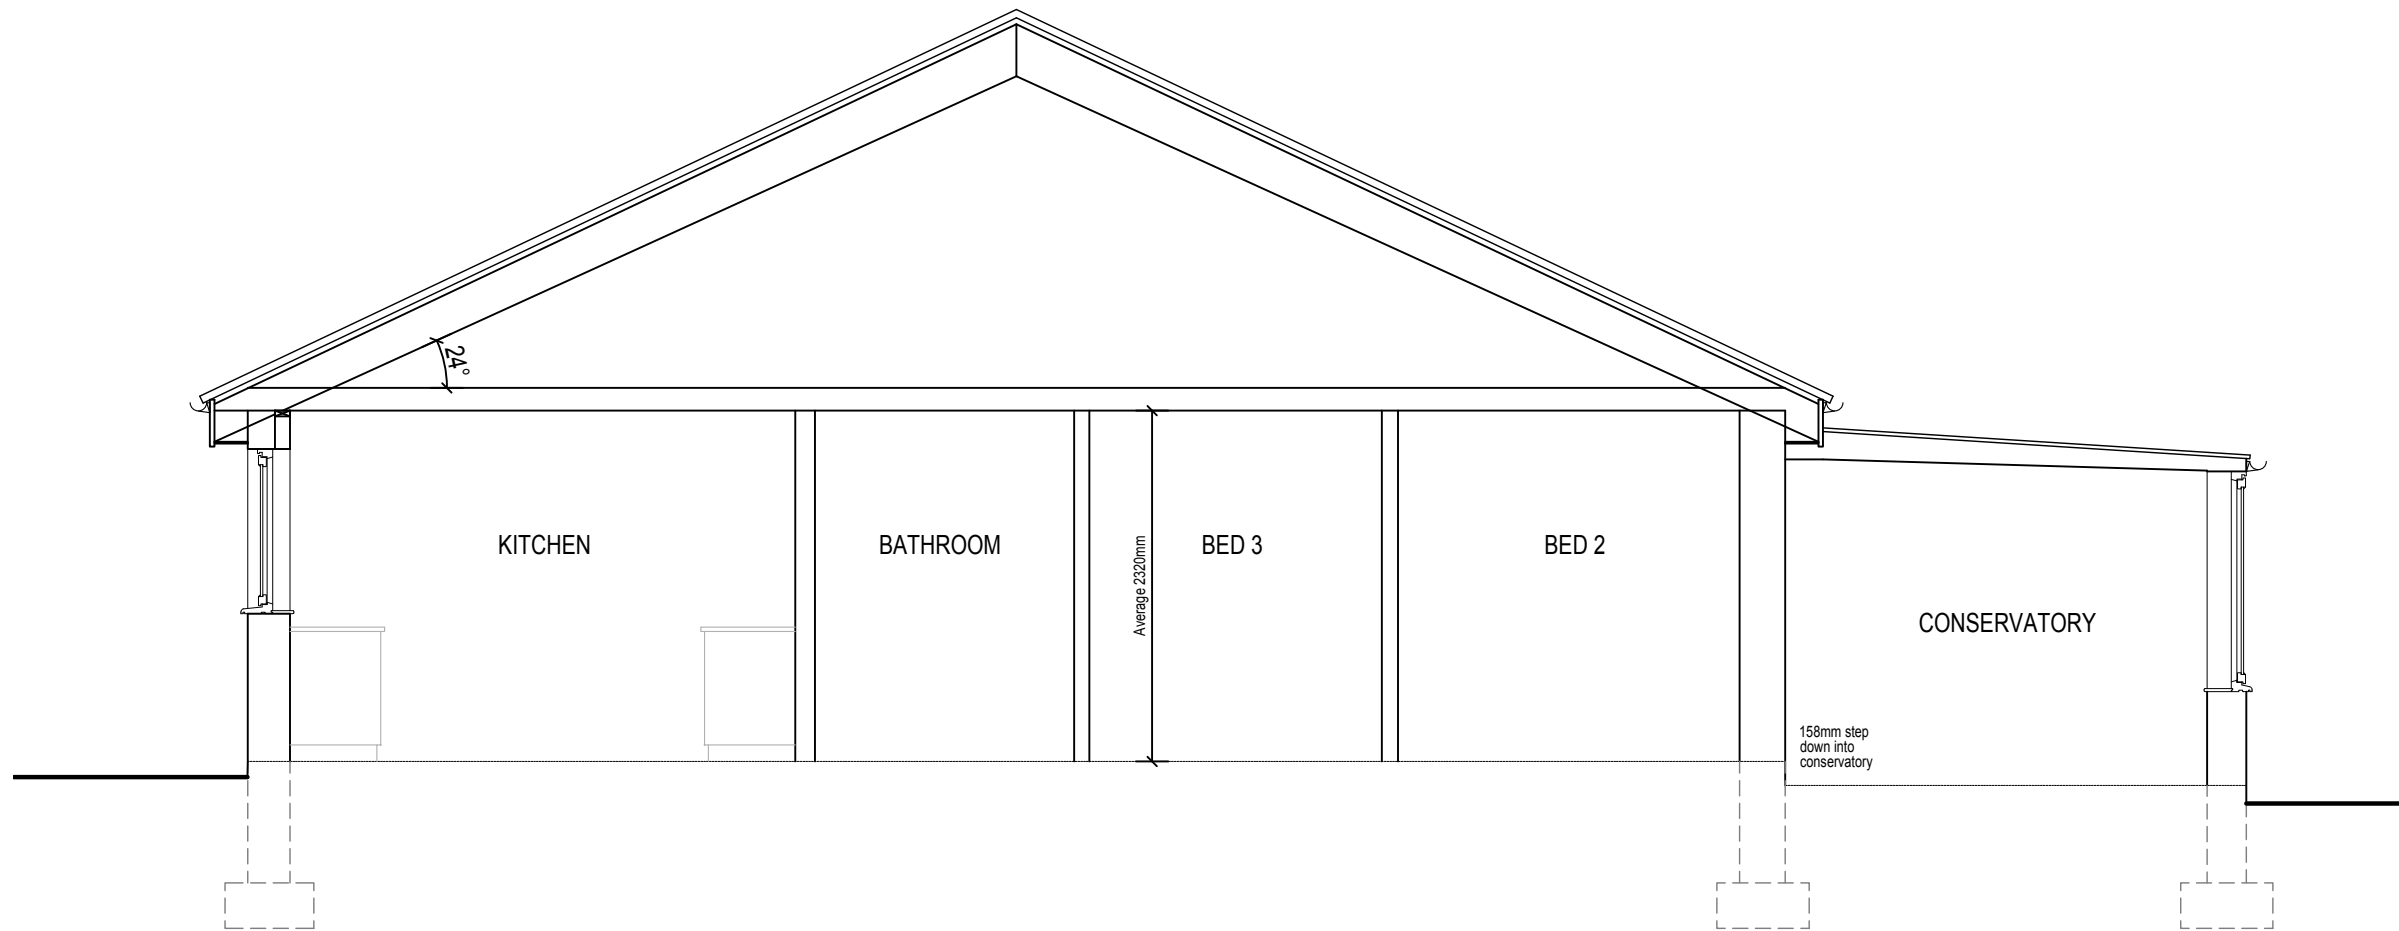 24°
KITCHEN
BATHROOM
BED 3
BED 2
Average 2320mm
CONSERVATORY
158mm step
down into
conservatory